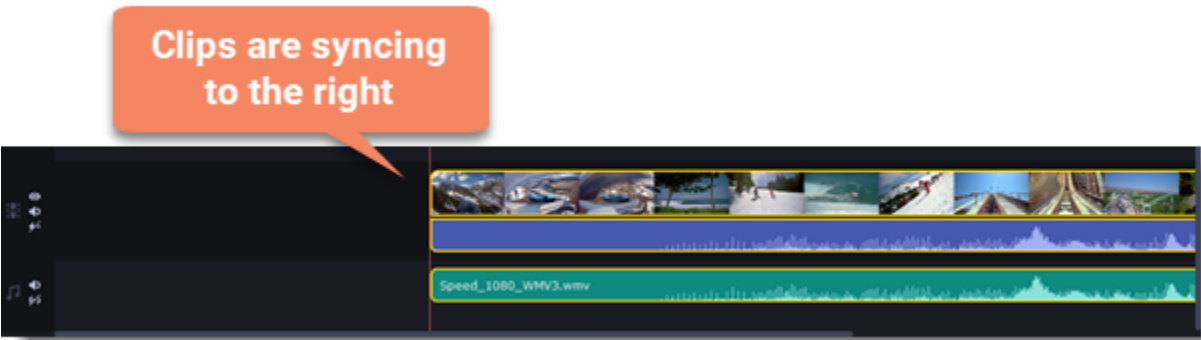 Clips are syncing
to the right
Speed_1080_WMV3.wmv